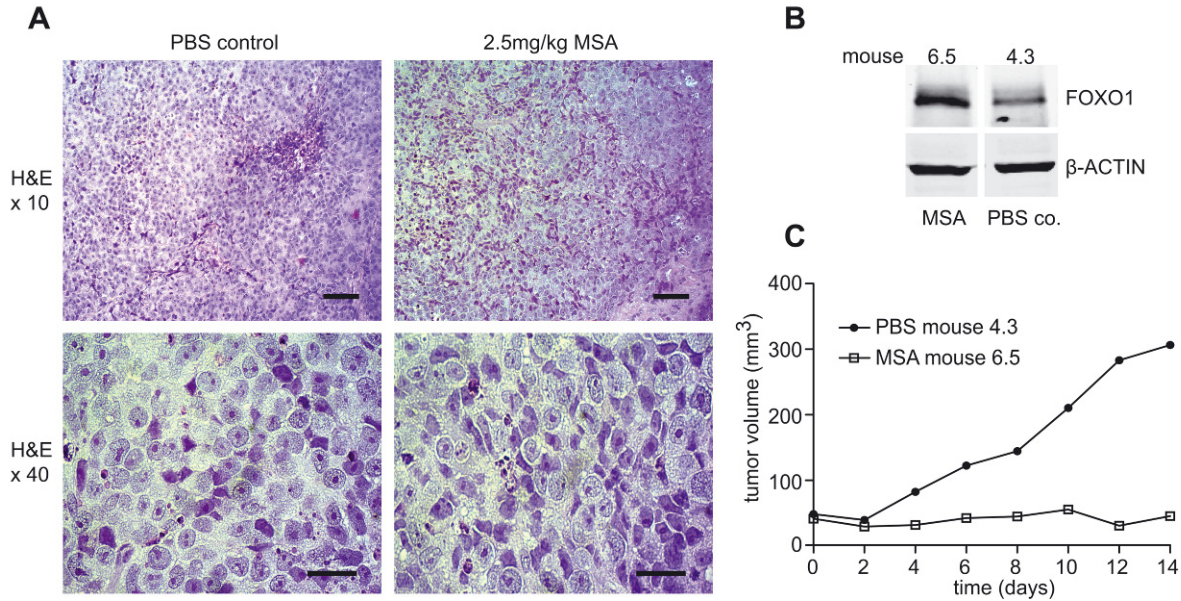 A
PBS control
2.5mg/kg MSA
H&E
x 10
H&E
x 40
B
mouse 6.5 4.3
FOXO1
β-ACTIN
MSA PBS co.
C
400
300
200
100
0
tumor volume (mm³)
PBS mouse 4.3
MSA mouse 6.5
0 2 4 6 8 10 12 14
time (days)